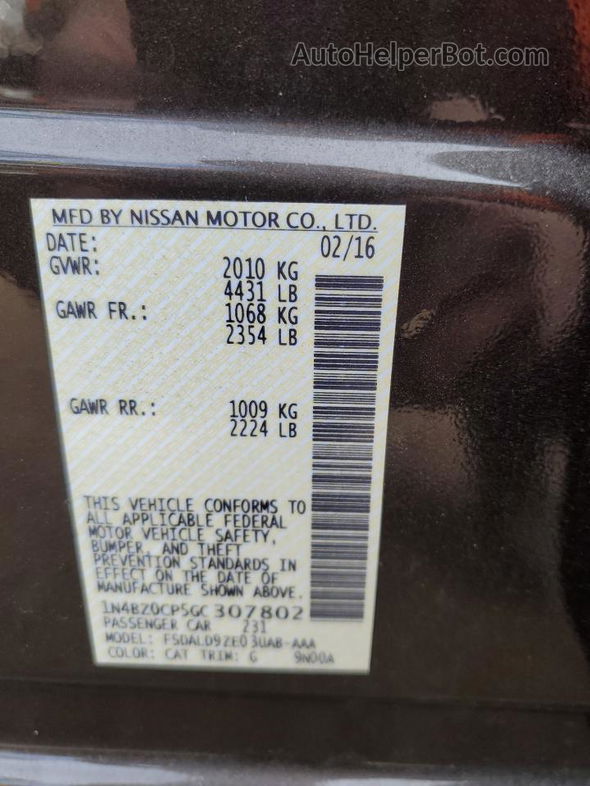 AutoHelperBot.com
MFD BY NISSAN MOTOR CO., LTD.
DATE: 02/16
GVWR: 2010 KG
4431 LB
GAWR FR.: 1068 KG
2354 LB
GAWR RR.: 1009 KG
2224 LB
THIS VEHICLE CONFORMS TO
ALL APPLICABLE FEDERAL
MOTOR VEHICLE SAFETY,
BUMPER, AND THEFT
PREVENTION STANDARDS IN
EFFECT ON THE DATE OF
MANUFACTURE SHOWN ABOVE.
1N4BZ0CP5GC307802
PASSENGER CAR 231
MODEL: FSDALD9ZE03UAB-AAA
COLOR: CAT TRIM: G 9N00A